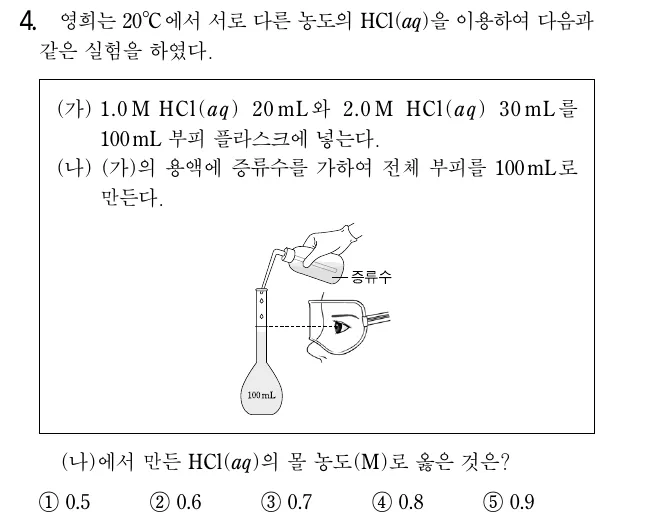 4. 영희는 20℃에서 서로 다른 농도의 HCl(aq)을 이용하여 다음과
같은 실험을 하였다.
(가) 1.0 M HCl(aq) 20 mL와 2.0 M HCl(aq) 30 mL를
100 mL 부피 플라스크에 넣는다.
(나) (가)의 용액에 증류수를 가하여 전체 부피를 100 mL로
만든다.
증류수
100 mL
(나)에서 만든 HCl(aq)의 몰 농도(M)로 옳은 것은?
① 0.5 ② 0.6 ③ 0.7 ④ 0.8 ⑤ 0.9